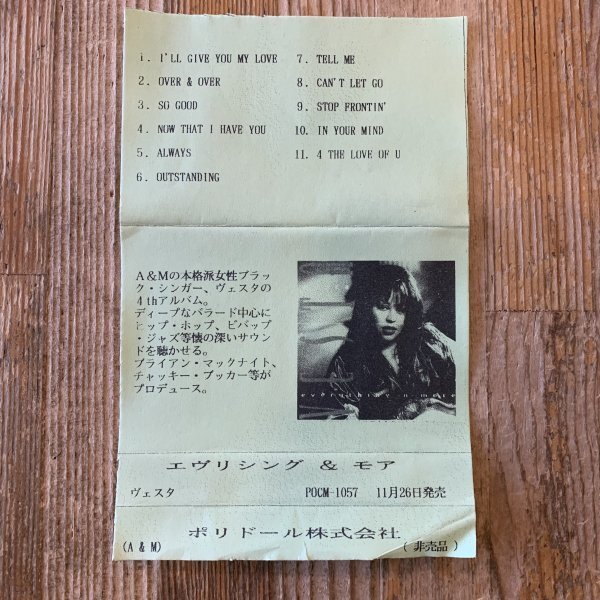 1. I'LL GIVE YOU MY LOVE
2. OVER & OVER
3. SO GOOD
4. NOW THAT I HAVE YOU
5. ALWAYS
6. OUTSTANDING
7. TELL ME
8. CAN'T LET GO
9. STOP FRONTIN'
10. IN YOUR MIND
11. 4 THE LOVE OF U
A&Mの本格派女性ブラッ
ク・シンガー、ヴェスタの
4thアルバム。
ディープなバラード中心に
ヒップ・ホップ、ビバップ
・ジャズ等懐の深いサウン
ドを聴かせる。
ブライアン・マックナイト、
チャッキー・ブッカー等が
プロデュース。
everything n more
エヴリシング & モア
ヴェスタ POCM-1057 11月26日発売
ポリドール株式会社
(A & M) (非売品)